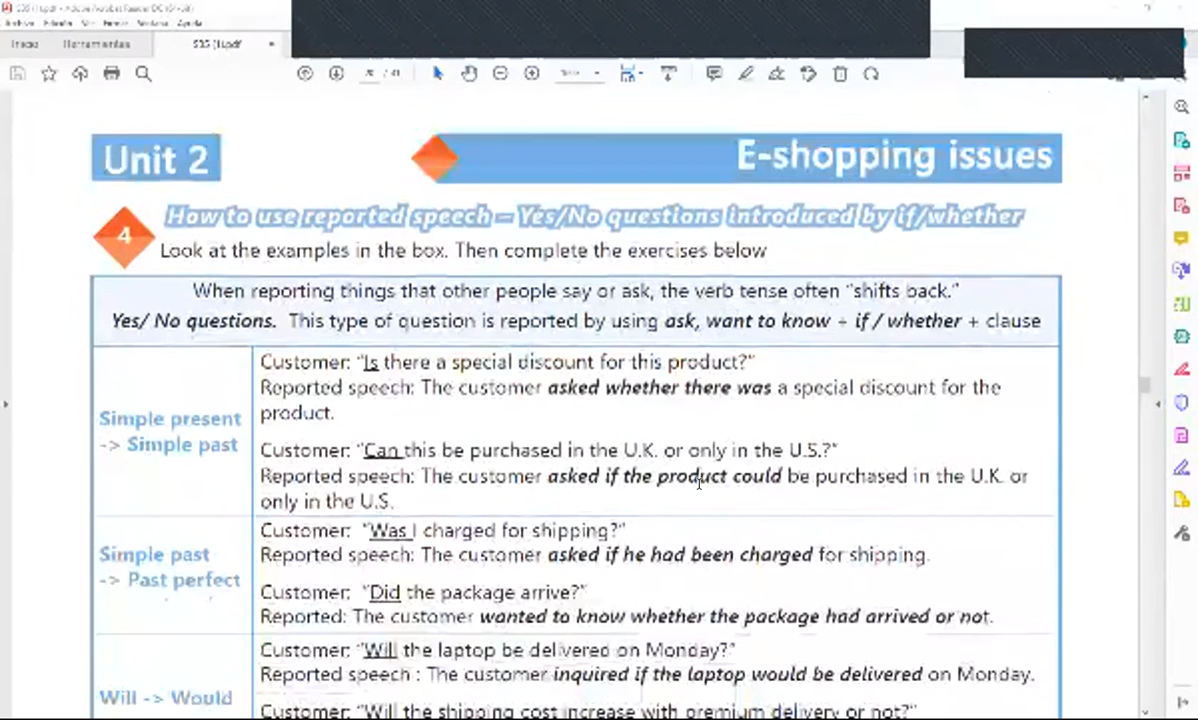 Inicio
Herramientas
Unit 2
E-shopping issues
How to use reported speech – Yes/No questions introduced by if/whether
4
Look at the examples in the box. Then complete the exercises below
When reporting things that other people say or ask, the verb tense often "shifts back."
Yes/ No questions. This type of question is reported by using ask, want to know + if / whether + clause
Simple present
-> Simple past
Customer: "Is there a special discount for this product?"
Reported speech: The customer asked whether there was a special discount for the
product.
Customer: "Can this be purchased in the U.K. or only in the U.S.?"
Reported speech: The customer asked if the product could be purchased in the U.K. or
only in the U.S.
Simple past
-> Past perfect
Customer: "Was I charged for shipping?"
Reported speech: The customer asked if he had been charged for shipping.
Customer: "Did the package arrive?"
Reported: The customer wanted to know whether the package had arrived or not.
Will -> Would
Customer: "Will the laptop be delivered on Monday?"
Reported speech : The customer inquired if the laptop would be delivered on Monday.
Customer: "Will the shipping cost increase with premium delivery or not?"